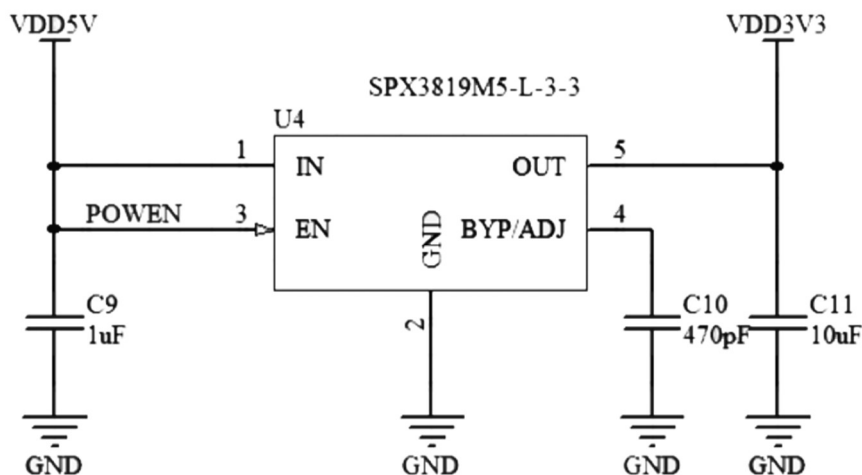 VDD5V
VDD3V3
SPX3819M5-L-3-3
U4
1
IN
OUT
5
POWEN
3
EN
GND
BYP/ADJ
4
2
C9
1uF
C10
470pF
C11
10uF
GND
GND
GND
GND